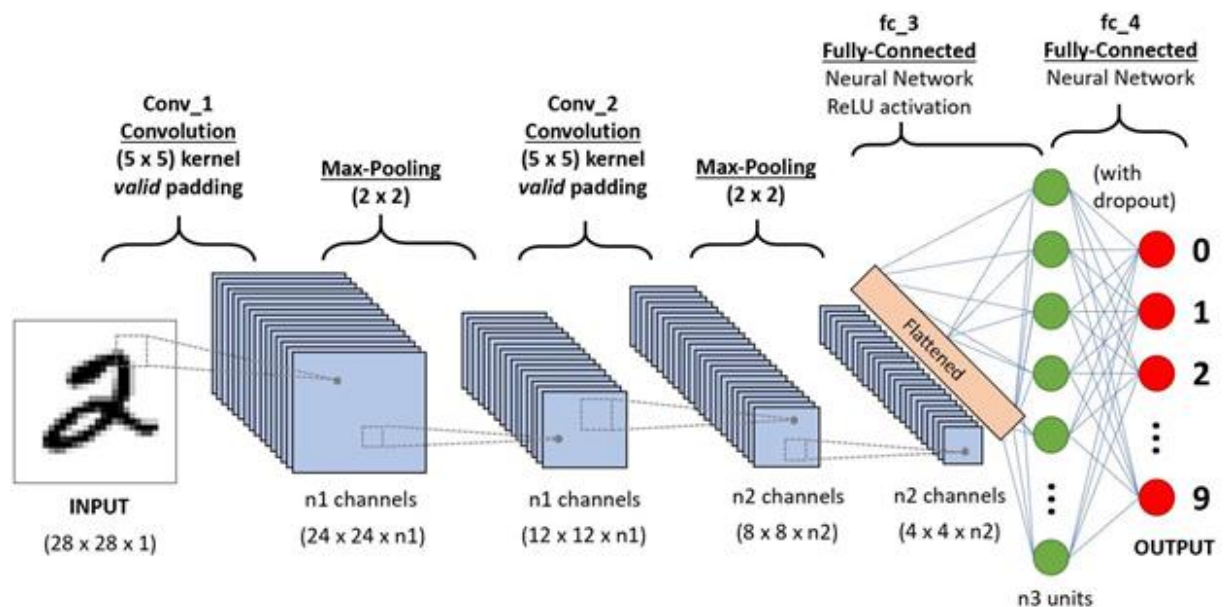 fc_3
Fully-Connected
Neural Network
ReLU activation
fc_4
Fully-Connected
Neural Network
Conv_1
Convolution
(5 x 5) kernel
valid padding
Max-Pooling
(2 x 2)
Conv_2
Convolution
(5 x 5) kernel
valid padding
Max-Pooling
(2 x 2)
(with
dropout)
Flattened
0
1
2
9
INPUT
(28 x 28 x 1)
n1 channels
(24 x 24 x n1)
n1 channels
(12 x 12 x n1)
n2 channels
(8 x 8 x n2)
n2 channels
(4 x 4 x n2)
n3 units
OUTPUT
2